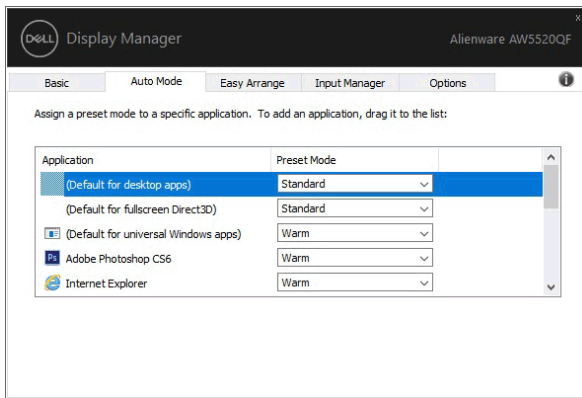 DELL Display Manager Alienware AW5520QF
x
Basic Auto Mode Easy Arrange Input Manager Options i
Assign a preset mode to a specific application. To add an application, drag it to the list:
Application Preset Mode
(Default for desktop apps) Standard
(Default for fullscreen Direct3D) Standard
(Default for universal Windows apps) Warm
Ps Adobe Photoshop CS6 Warm
Internet Explorer Warm